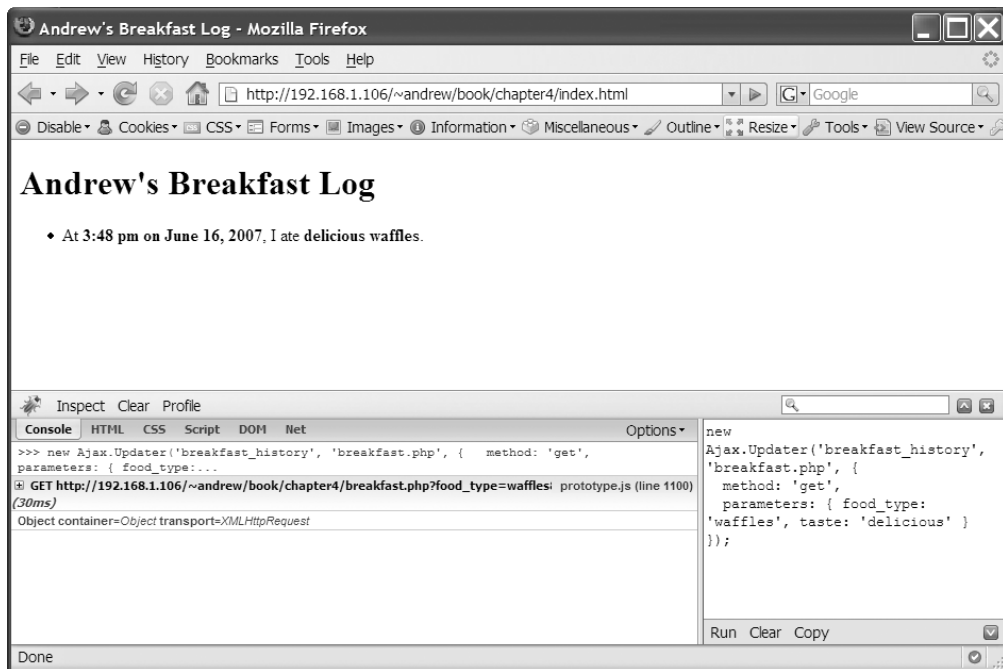 Andrew's Breakfast Log - Mozilla Firefox
File Edit View History Bookmarks Tools Help
http://192.168.1.106/~andrew/book/chapter4/index.html
G Google
Disable Cookies CSS Forms Images Information Miscellaneous Outline Resize Tools View Source
Andrew's Breakfast Log
• At 3:48 pm on June 16, 2007, I ate delicious waffles.
Inspect Clear Profile
Console HTML CSS Script DOM Net Options
>>> new Ajax.Updater('breakfast_history', 'breakfast.php', { method: 'get',
parameters: { food_type:...
GET http://192.168.1.106/~andrew/book/chapter4/breakfast.php?food_type=waffles prototype.js (line 1100)
(30ms)
Object container=Object transport=XMLHttpRequest
new
Ajax.Updater('breakfast_history',
'breakfast.php', {
method: 'get',
parameters: { food_type:
'waffles', taste: 'delicious' }
});
Run Clear Copy
Done